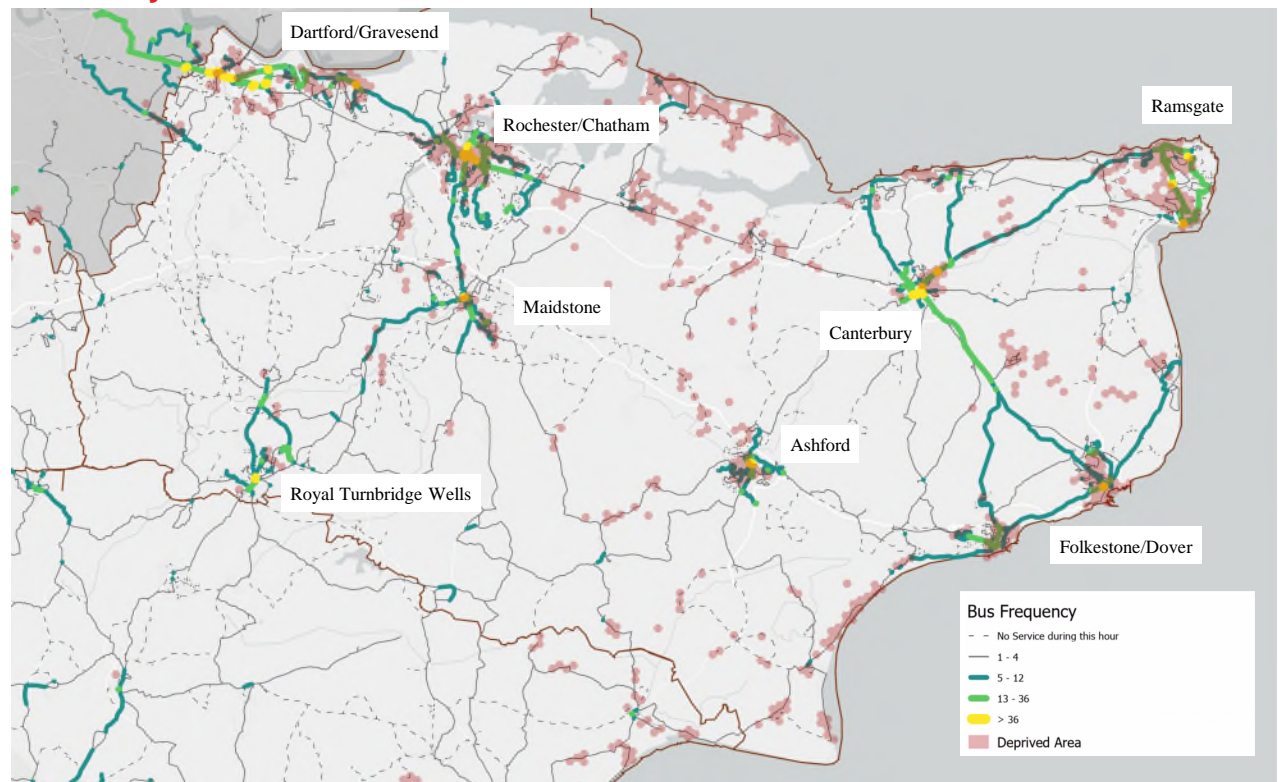 Dartford/Gravesend
Ramsgate
Rochester/Chatham
Maidstone
Canterbury
Ashford
Royal Turnbridge Wells
Folkestone/Dover
Bus Frequency
No Service during this hour
1 - 4
5 - 12
13 - 36
> 36
Deprived Area